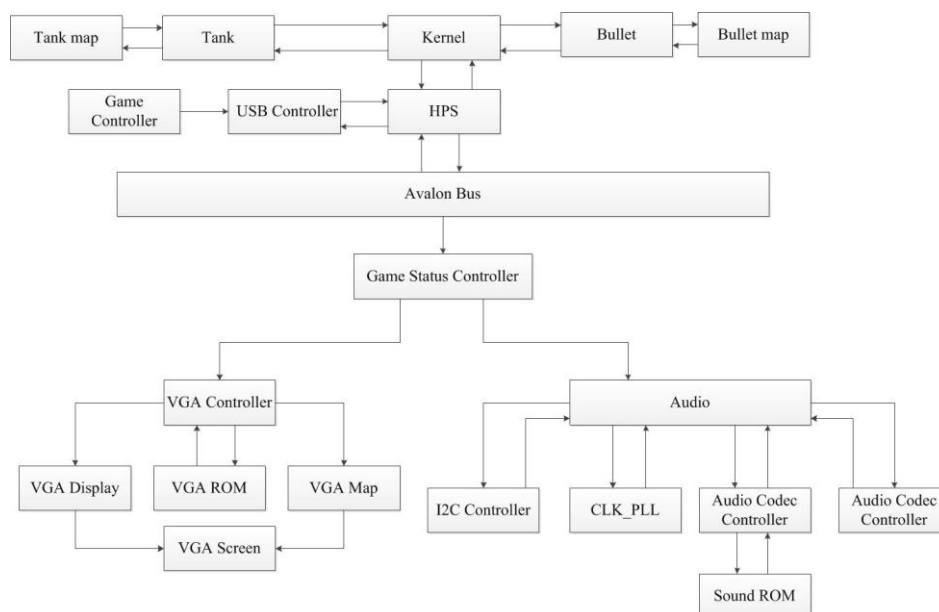 Tank map
Tank
Kernel
Bullet
Bullet map
Game
Controller
USB Controller
HPS
Avalon Bus
Game Status Controller
VGA Controller
Audio
VGA Display
VGA ROM
VGA Map
I2C Controller
CLK_PLL
Audio Codec
Controller
Audio Codec
Controller
VGA Screen
Sound ROM